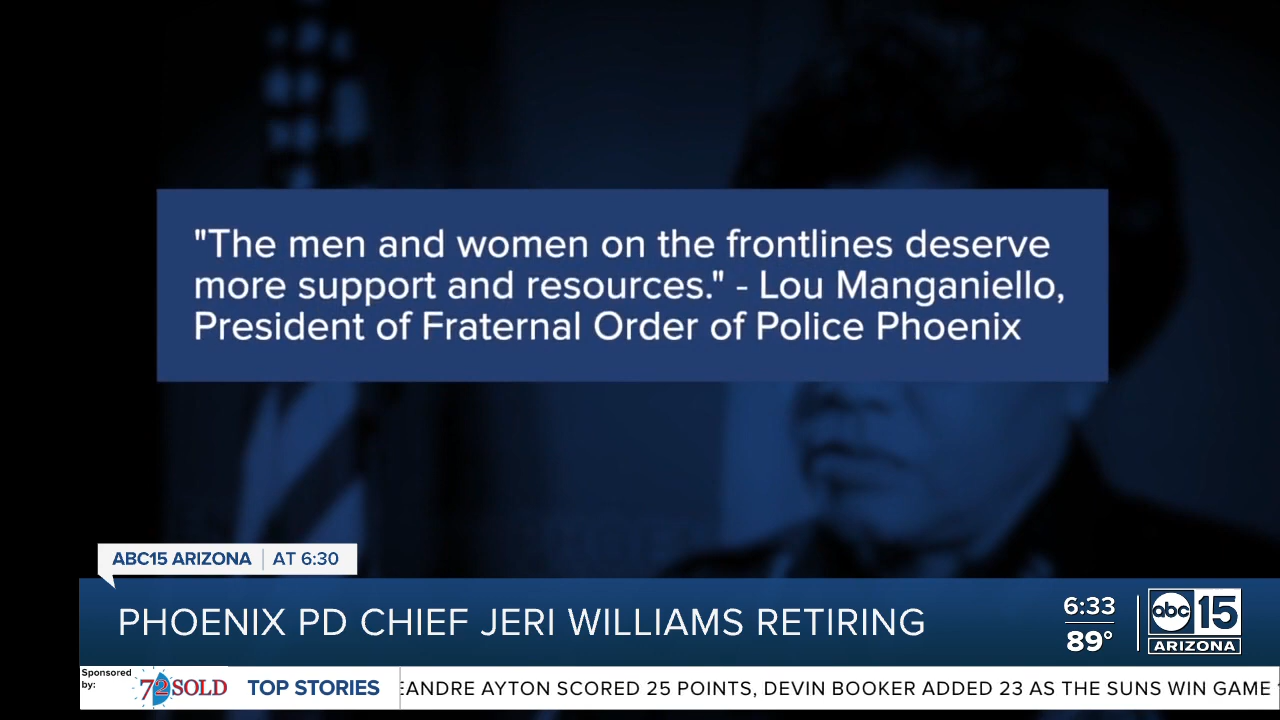 "The men and women on the frontlines deserve
more support and resources." - Lou Manganiello,
President of Fraternal Order of Police Phoenix
ABC15 ARIZONA | AT 6:30
PHOENIX PD CHIEF JERI WILLIAMS RETIRING
6:33
89°
abc 15
ARIZONA
Sponsored
by:
72SOLD
TOP STORIES
EANDRE AYTON SCORED 25 POINTS, DEVIN BOOKER ADDED 23 AS THE SUNS WIN GAME